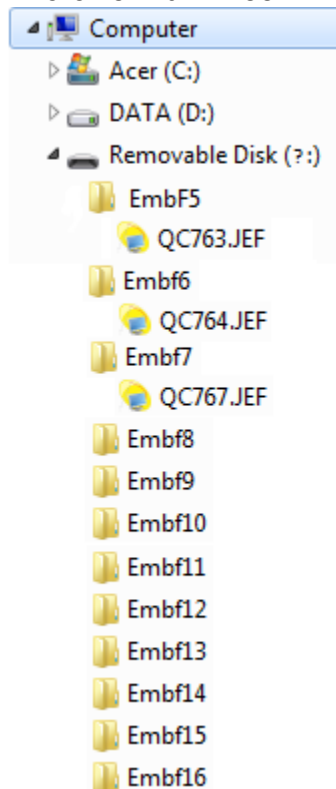 Computer
Acer (C:)
DATA (D:)
Removable Disk (?:)
EmbF5
QC763.JEF
Embf6
QC764.JEF
Embf7
QC767.JEF
Embf8
Embf9
Embf10
Embf11
Embf12
Embf13
Embf14
Embf15
Embf16